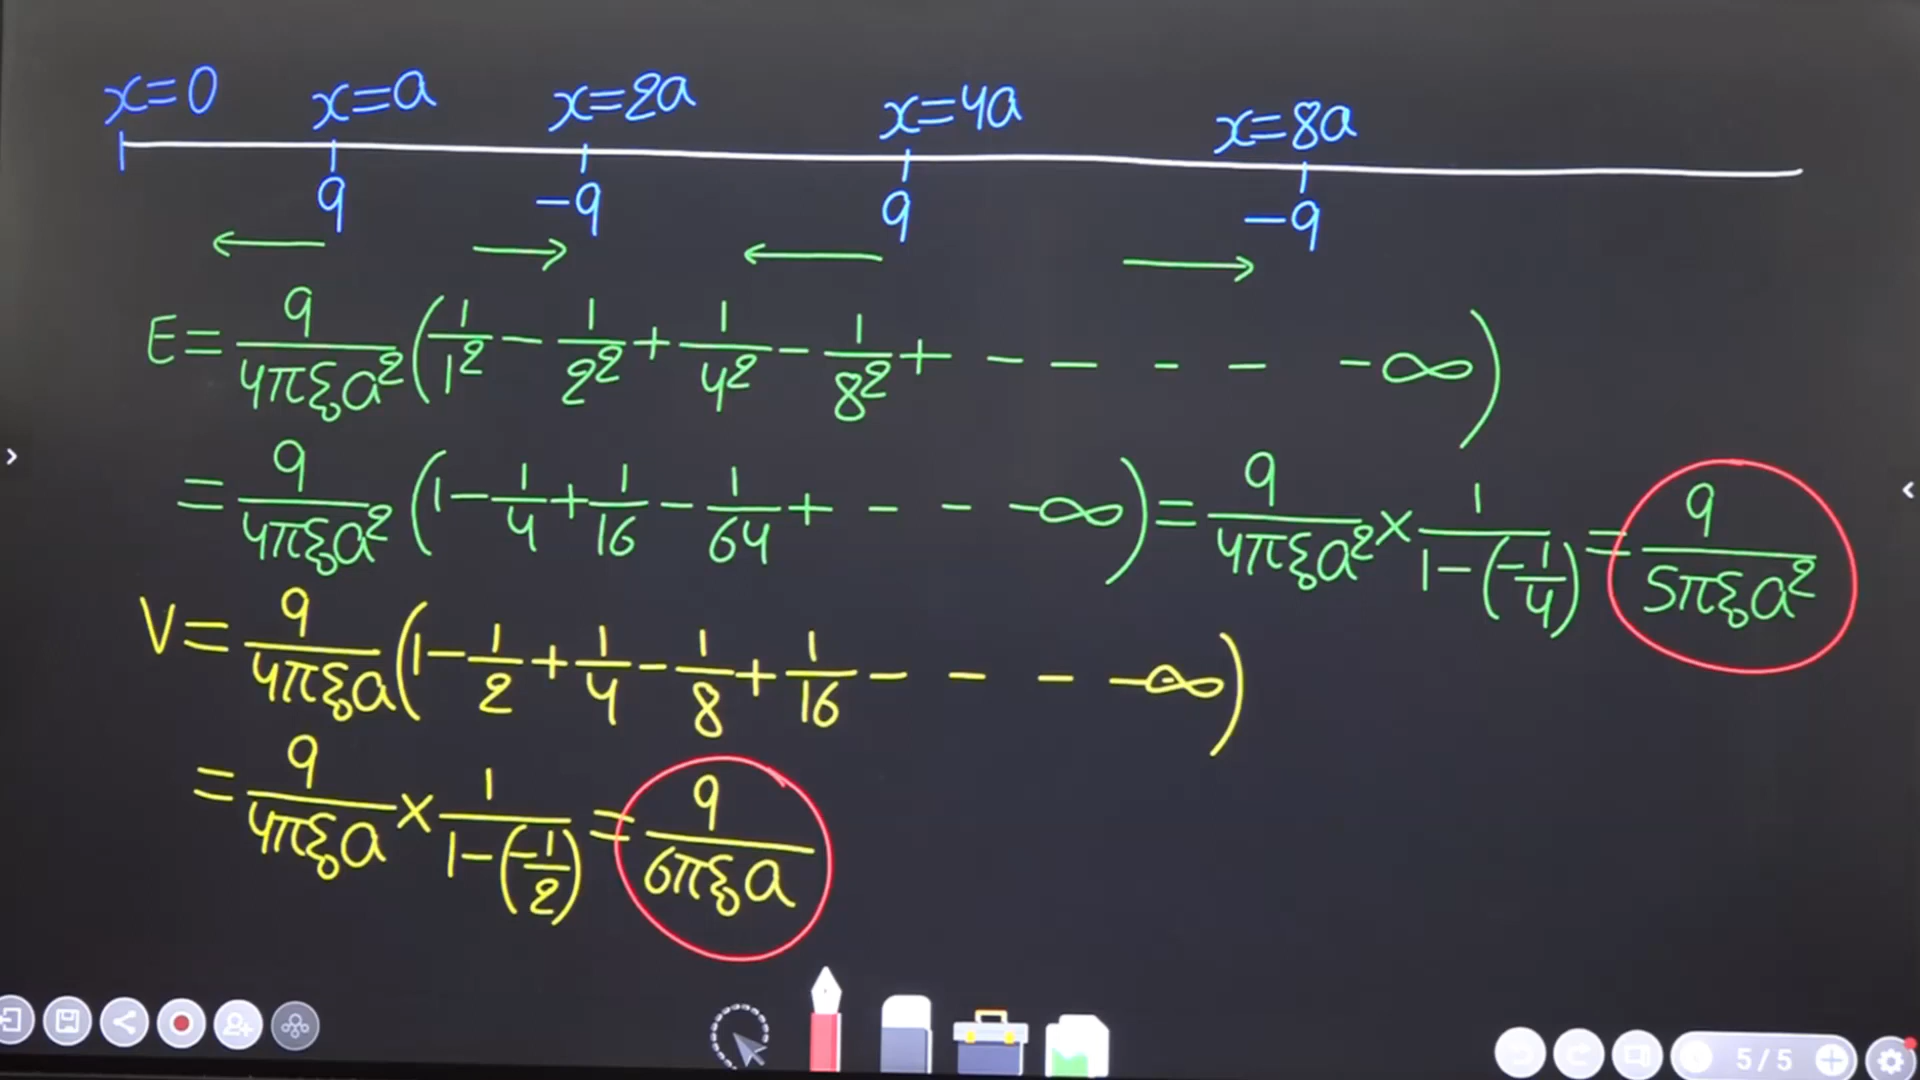 x=0 x=a x=2a x=4a x=8a
q -q q -q
E = q/4πε₀a² (1/1² - 1/2² + 1/4² - 1/8² + - - - - - ∞)
= q/4πε₀a² (1 - 1/4 + 1/16 - 1/64 + - - - ∞) = q/4πε₀a² × 1/1-(-1/4) = q/5πε₀a²
V = q/4πε₀a (1 - 1/2 + 1/4 - 1/8 + 1/16 - - - - ∞)
= q/4πε₀a × 1/1-(-1/2) = q/6πε₀a
5/5